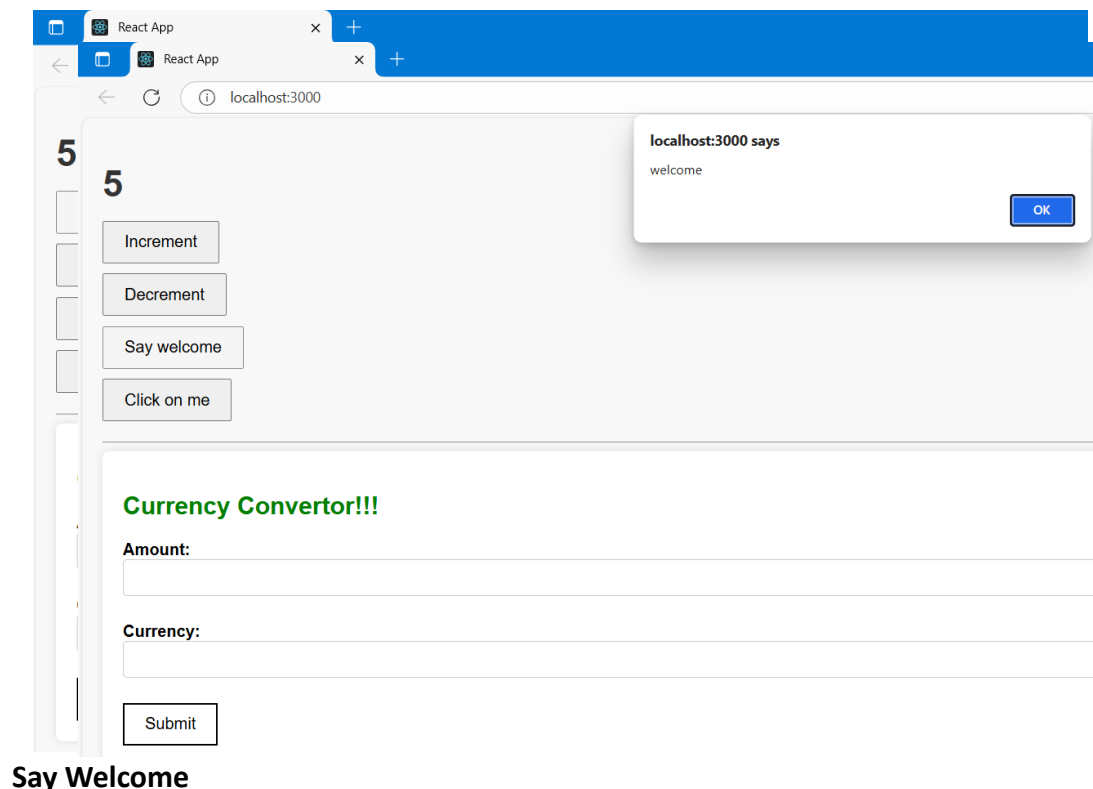 React App
React App
localhost:3000
5
localhost:3000 says
welcome
OK
5
Increment
Decrement
Say welcome
Click on me
Currency Convertor!!!
Amount:
Currency:
Submit
Say Welcome